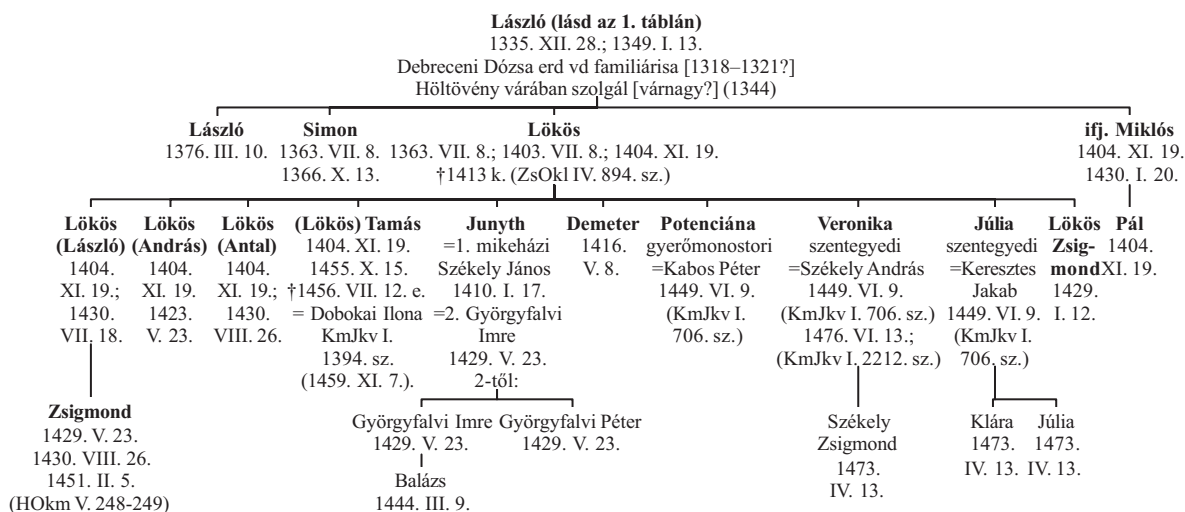 László (lásd az 1. táblán)
1335. XII. 28.; 1349. I. 13.
Debreceni Dózsa erd vd familiárisa [1318–1321?]
Höltövény várában szolgál [várnagy?] (1344)
László
1376. III. 10.
Simon
1363. VII. 8.
1366. X. 13.
Lökös
1363. VII. 8.; 1403. VII. 8.; 1404. XI. 19.
†1413 k. (ZsOkl IV. 894. sz.)
ifj. Miklós
1404. XI. 19.
1430. I. 20.
Lökös
(László)
1404.
XI. 19.;
1430.
VII. 18.
Lökös
(András)
1404.
XI. 19.
1423.
V. 23.
Lökös
(Antal)
1404.
XI. 19.;
1430.
VIII. 26.
(Lökös) Tamás
1404. XI. 19.
1455. X. 15.
†1456. VII. 12. e.
= Dobokai Ilona
KmJkv I.
1394. sz.
(1459. XI. 7.).
Junyth
=1. mikeházi
Székely János
1410. I. 17.
=2. Györgyfalvi
Imre
1429. V. 23.
2-től:
Demeter
1416.
V. 8.
Potenciána
gyerőmonostori
=Kabos Péter
1449. VI. 9.
(KmJkv I.
706. sz.)
Veronika
szentegyedi
=Székely András
1449. VI. 9.
(KmJkv I. 706. sz.)
1476. VI. 13.;
(KmJkv I. 2212. sz.)
Júlia
szentegyedi
=Keresztes
Jakab
1449. VI. 9.
(KmJkv I.
706. sz.)
Lökös
Zsig-
mond
1429.
I. 12.
Pál
1404.
XI. 19.
Zsigmond
1429. V. 23.
1430. VIII. 26.
1451. II. 5.
(HOkm V. 248-249)
Györgyfalvi Imre
1429. V. 23.
Györgyfalvi Péter
1429. V. 23.
Balázs
1444. III. 9.
Székely
Zsigmond
1473.
IV. 13.
Klára
1473.
IV. 13.
Júlia
1473.
IV. 13.